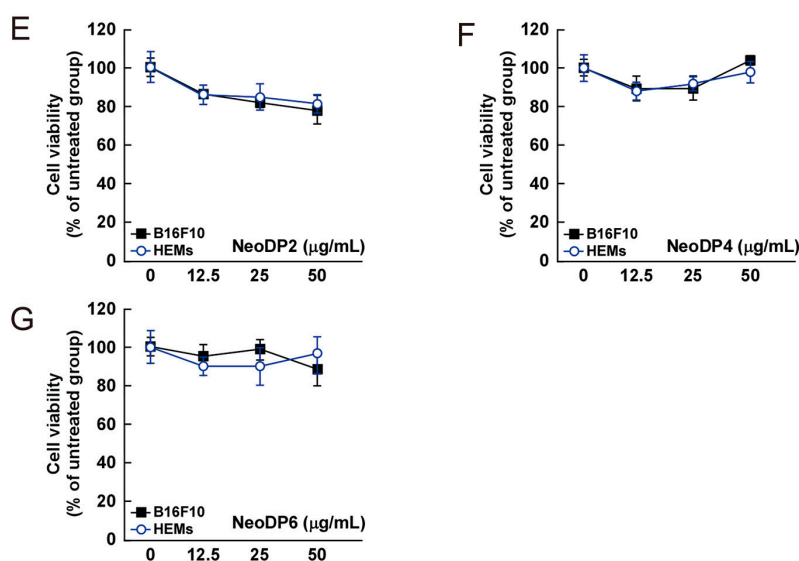 E
120
100
80
60
40
20
0
Cell viability
(% of untreated group)
B16F10
HEMs
NeoDP2 (μg/mL)
0 12.5 25 50
F
120
100
80
60
40
20
0
Cell viability
(% of untreated group)
B16F10
HEMs
NeoDP4 (μg/mL)
0 12.5 25 50
G
120
100
80
60
40
20
0
Cell viability
(% of untreated group)
B16F10
HEMs
NeoDP6 (μg/mL)
0 12.5 25 50